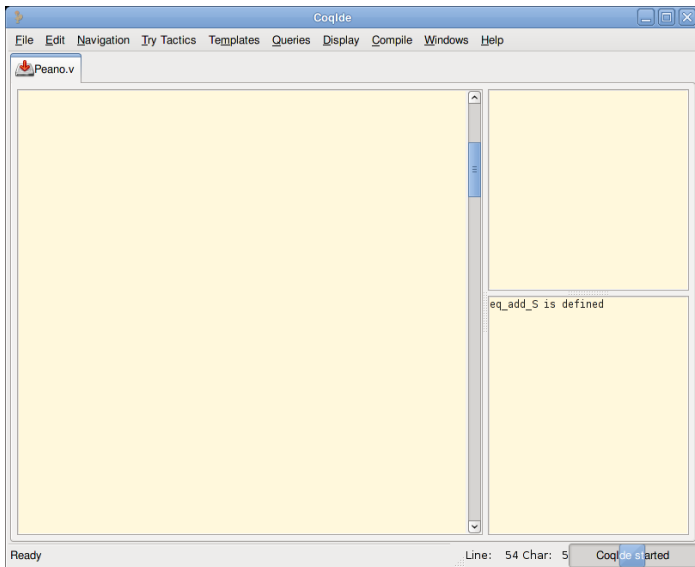 CoqIde
File Edit Navigation Try Tactics Templates Queries Display Compile Windows Help
Peano.v
eq_add_S is defined
Ready
Line: 54 Char: 5
CoqIde started